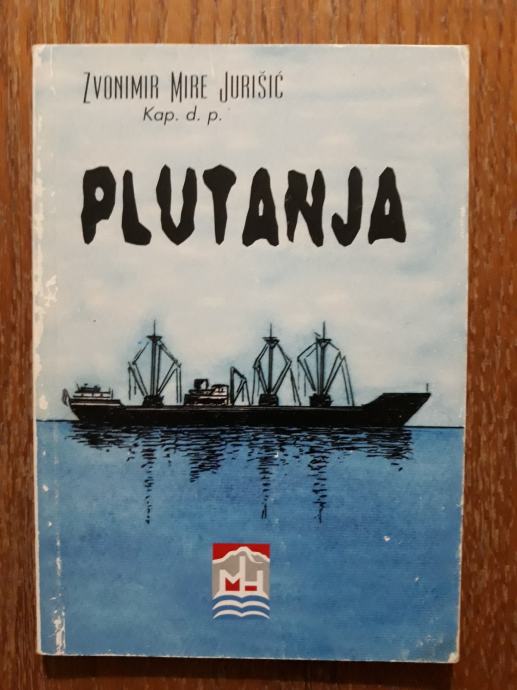 Zvonimir Mire Jurišić
Kap. d. p.
PLUTANJA
MH